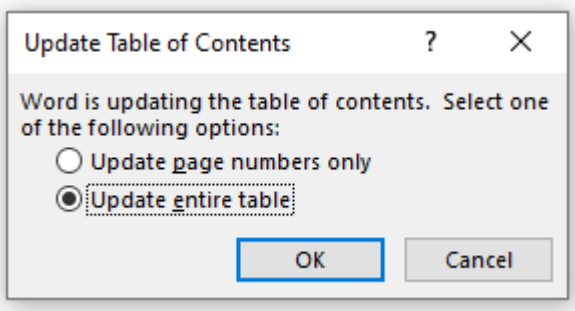 Update Table of Contents ?
Word is updating the table of contents. Select one
of the following options:
Update page numbers only
Update entire table
OK Cancel